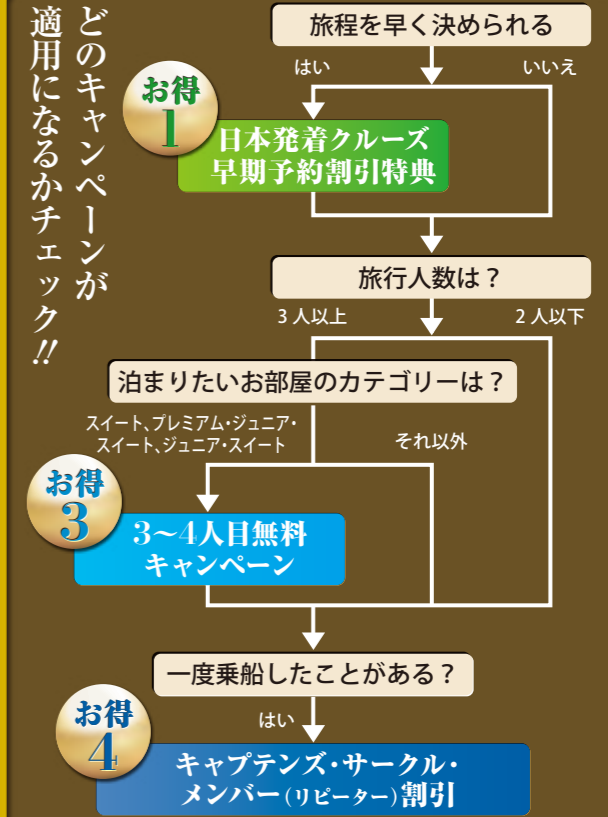 どのキャンペーンが
適用になるかチェック!!
旅程を早く決められる
はい
いいえ
お得
1
日本発着クルーズ
早期予約割引特典
旅行人数は？
3人以上
2人以下
泊まりたいお部屋のカテゴリーは？
スイート、プレミアム・ジュニア・
スイート、ジュニア・スイート
それ以外
お得
3
3〜4人目無料
キャンペーン
一度乗船したことがある？
はい
お得
4
キャプテンズ・サークル・
メンバー(リピーター)割引